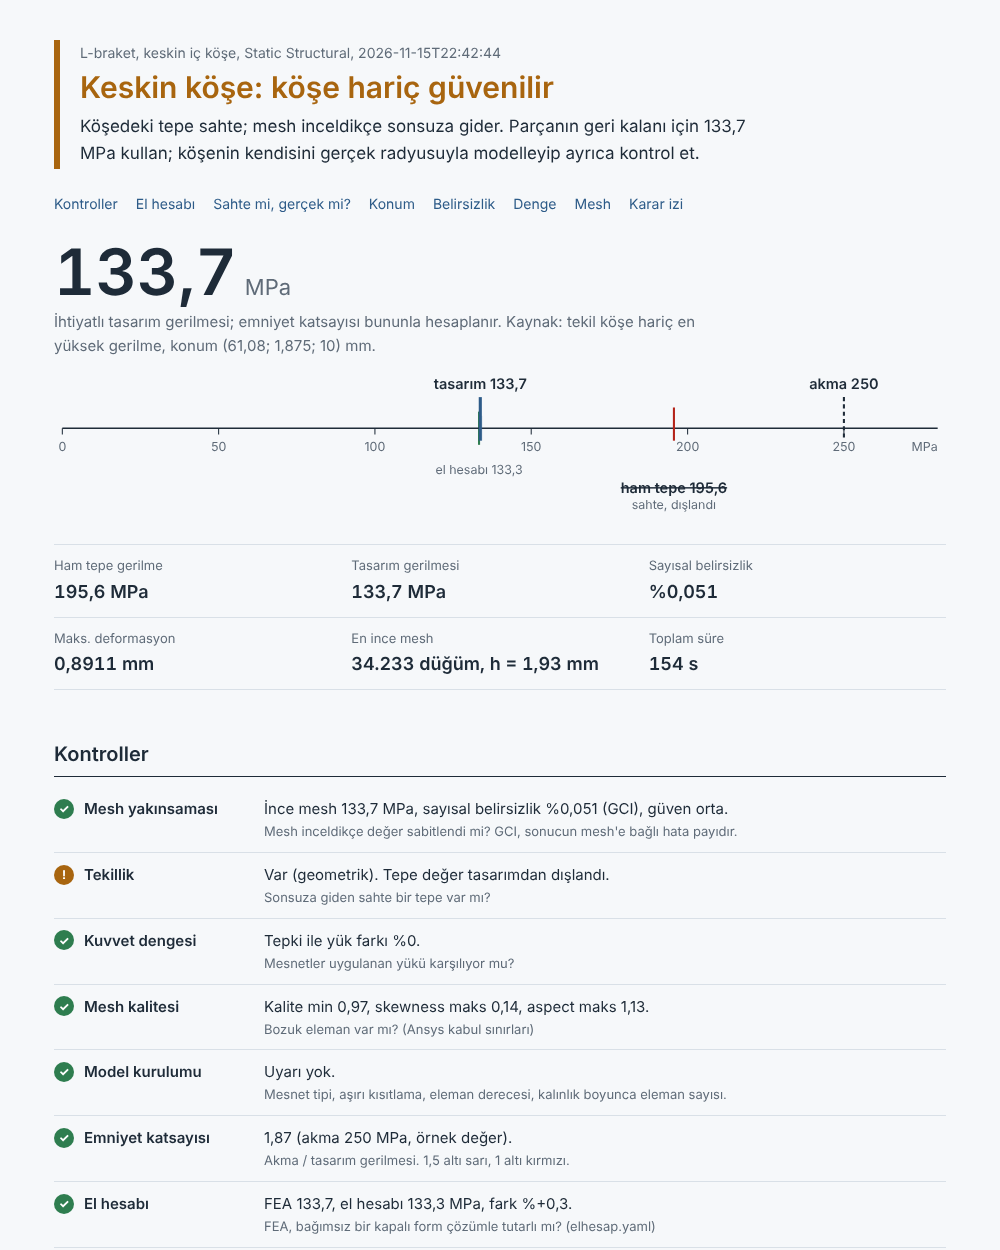 L-braket, keskin iç köşe, Static Structural, 2026-11-15T22:42:44
Keskin köşe: köşe hariç güvenilir
Köşedeki tepe sahte; mesh inceldikçe sonsuza gider. Parçanın geri kalanı için 133,7
MPa kullan; köşenin kendisini gerçek radyusuyla modelleyip ayrıca kontrol et.
Kontroller El hesabı Sahte mi, gerçek mi? Konum Belirsizlik Denge Mesh Karar izi
133,7 MPa
İhtiyatlı tasarım gerilmesi; emniyet katsayısı bununla hesaplanır. Kaynak: tekil köşe hariç en
yüksek gerilme, konum (61,08; 1,875; 10) mm.
tasarım 133,7 akma 250
0 50 100 150 200 250 MPa
el hesabı 133,3
ham tepe 195,6
sahte, dışlandı
Ham tepe gerilme Tasarım gerilmesi Sayısal belirsizlik
195,6 MPa 133,7 MPa %0,051
Maks. deformasyon En ince mesh Toplam süre
0,8911 mm 34.233 düğüm, h = 1,93 mm 154 s
Kontroller
Mesh yakınsaması İnce mesh 133,7 MPa, sayısal belirsizlik %0,051 (GCI), güven orta.
Mesh inceldikçe değer sabitlendi mi? GCI, sonucun mesh'e bağlı hata payıdır.
! Tekillik Var (geometrik). Tepe değer tasarımdan dışlandı.
Sonsuza giden sahte bir tepe var mı?
Kuvvet dengesi Tepki ile yük farkı %0.
Mesnetler uygulanan yükü karşılıyor mu?
Mesh kalitesi Kalite min 0,97, skewness maks 0,14, aspect maks 1,13.
Bozuk eleman var mı? (Ansys kabul sınırları)
Model kurulumu Uyarı yok.
Mesnet tipi, aşırı kısıtlama, eleman derecesi, kalınlık boyunca eleman sayısı.
Emniyet katsayısı 1,87 (akma 250 MPa, örnek değer).
Akma / tasarım gerilmesi. 1,5 altı sarı, 1 altı kırmızı.
El hesabı FEA 133,7, el hesabı 133,3 MPa, fark %+0,3.
FEA, bağımsız bir kapalı form çözümle tutarlı mı? (elhesap.yaml)